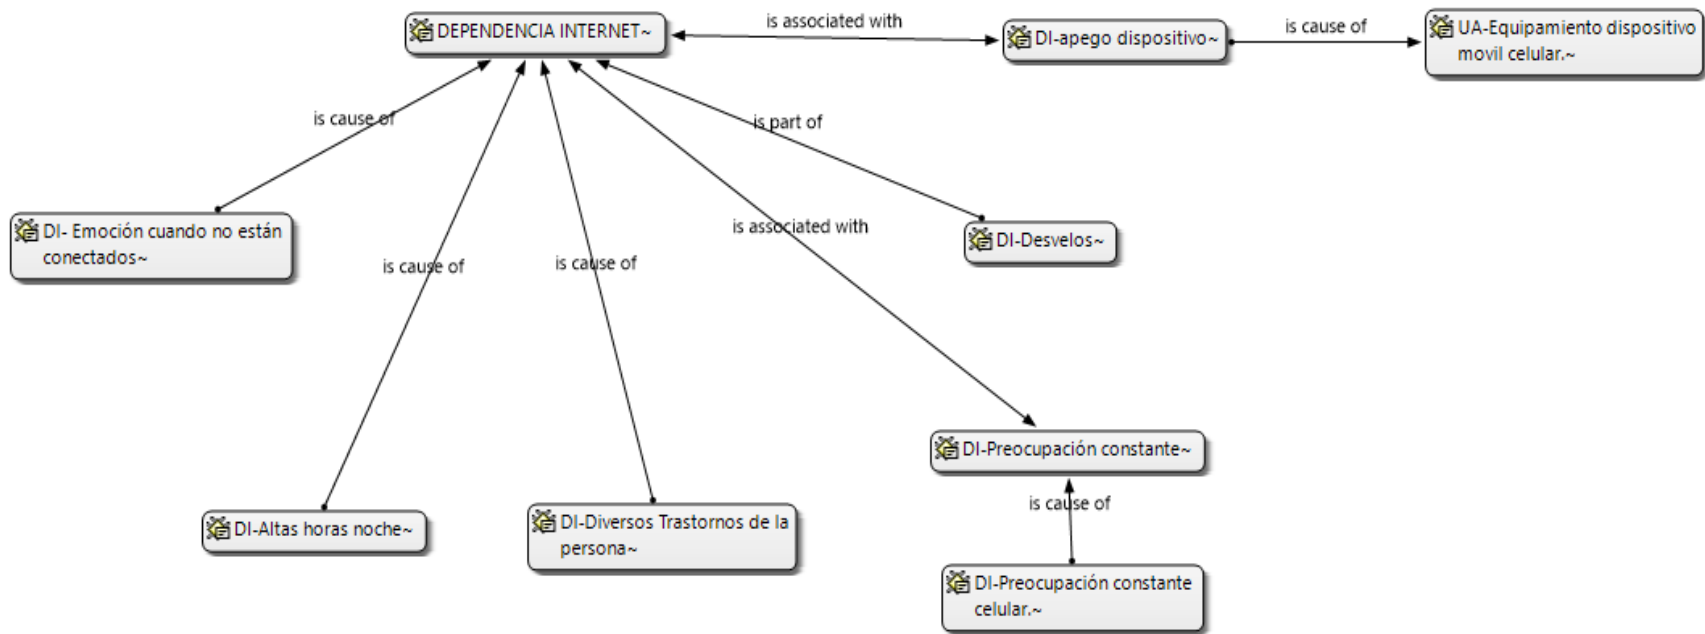 DEPENDENCIA INTERNET~
is associated with
DI-apego dispositivo~
is cause of
UA-Equipamiento dispositivo
movil celular.~
is cause of
is part of
DI- Emoción cuando no están
conectados~
is associated with
DI-Desvelos~
is cause of
is cause of
DI-Preocupación constante~
is cause of
DI-Altas horas noche~
DI-Diversos Trastornos de la
persona~
DI-Preocupación constante
celular.~